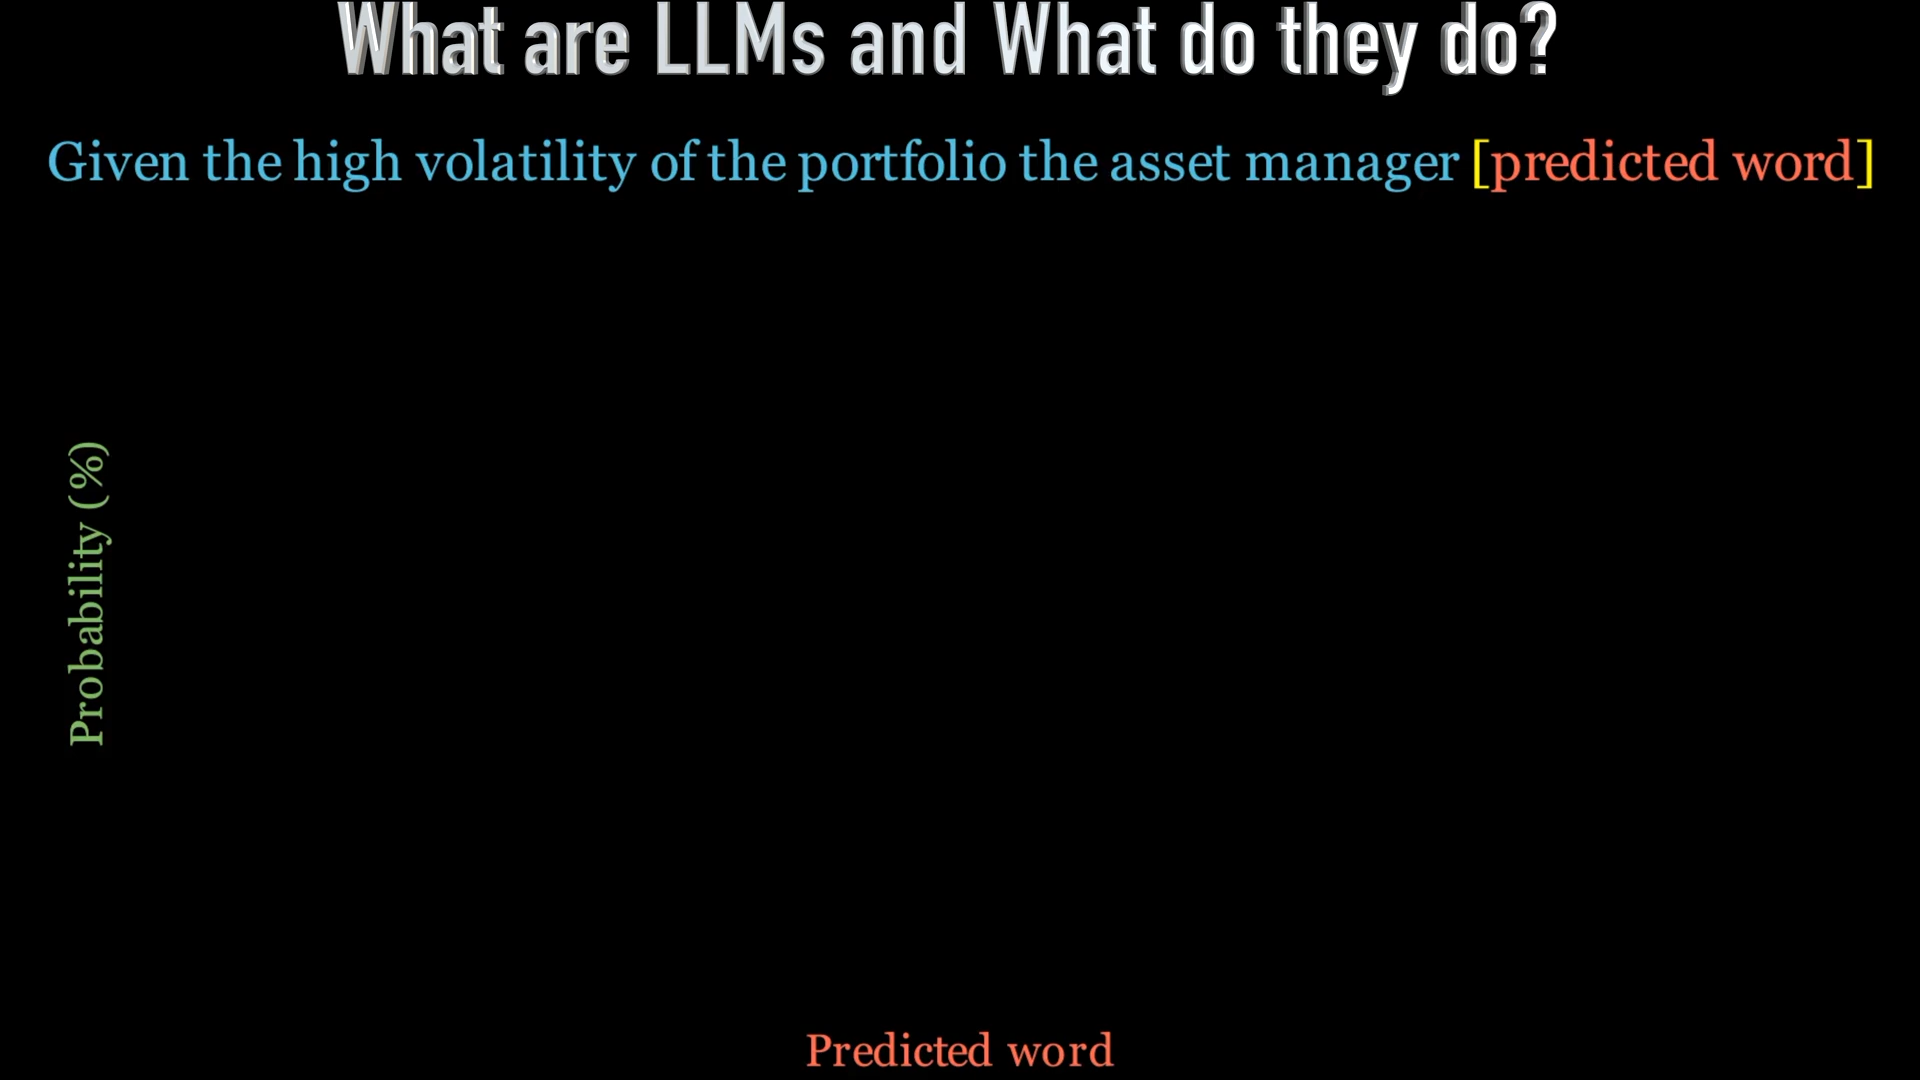 What are LLMs and What do they do?
Given the high volatility of the portfolio the asset manager [predicted word]
Probability (%)
Predicted word